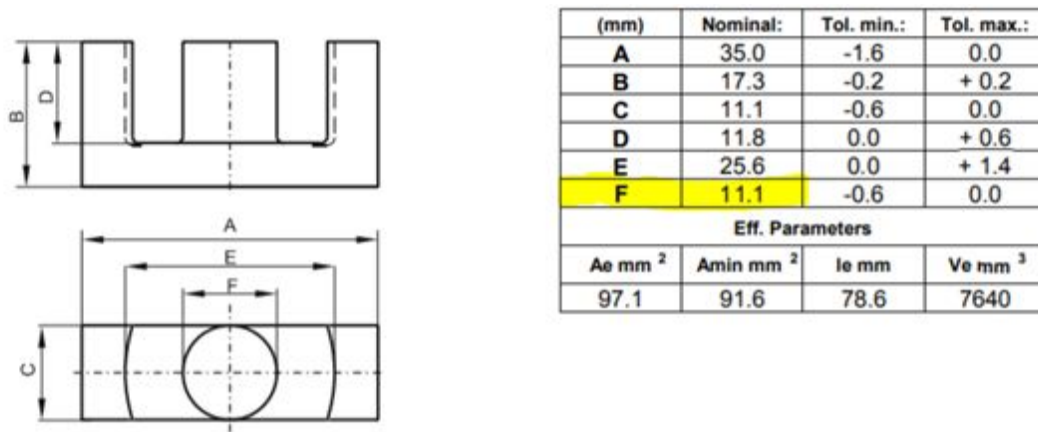 B
D
A
E
F
C
(mm) Nominal: Tol. min.: Tol. max.:
A 35.0 -1.6 0.0
B 17.3 -0.2 + 0.2
C 11.1 -0.6 0.0
D 11.8 0.0 + 0.6
E 25.6 0.0 + 1.4
F 11.1 -0.6 0.0
Eff. Parameters
Ae mm 2 Amin mm 2 le mm Ve mm 3
97.1 91.6 78.6 7640